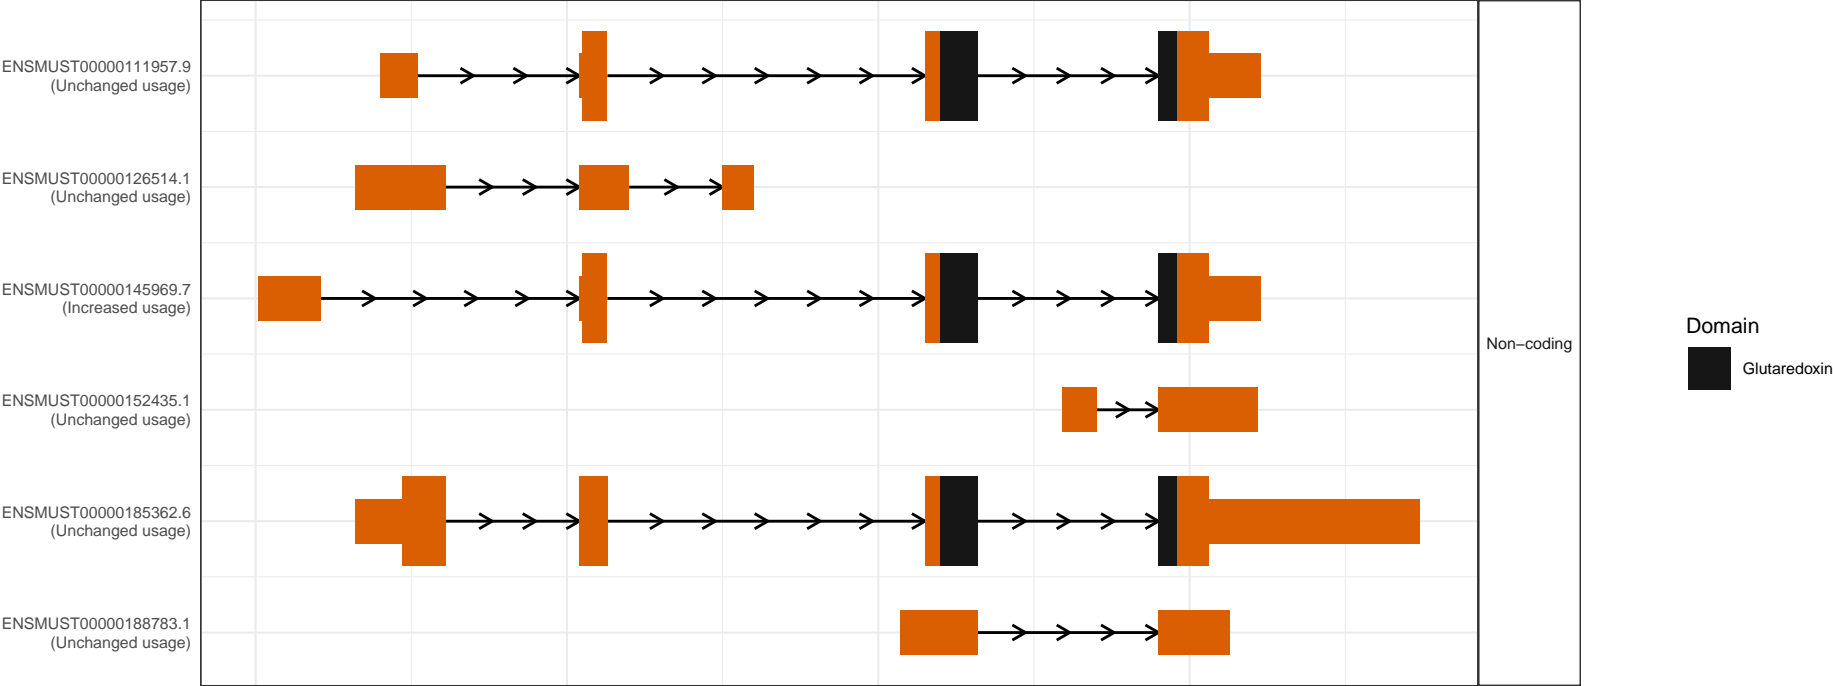 ENSMUST00000111957.9
(Unchanged usage)
ENSMUST00000126514.1
(Unchanged usage)
ENSMUST00000145969.7
(Increased usage)
ENSMUST00000152435.1
(Unchanged usage)
ENSMUST00000185362.6
(Unchanged usage)
ENSMUST00000188783.1
(Unchanged usage)
Non−coding
Domain
Glutaredoxin